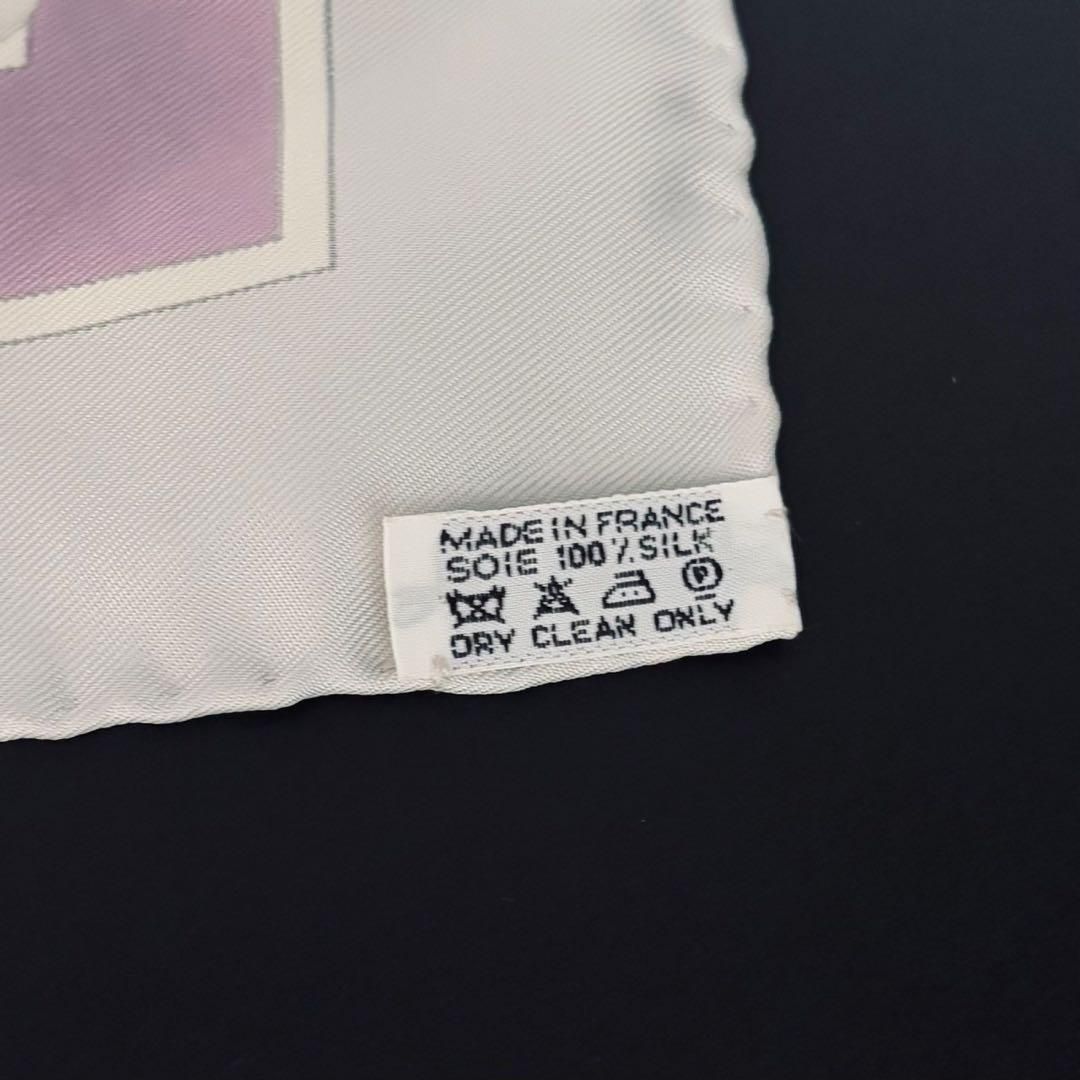 MADE IN FRANCE
SOIE 100% SILK
P
DRY CLEAN ONLY